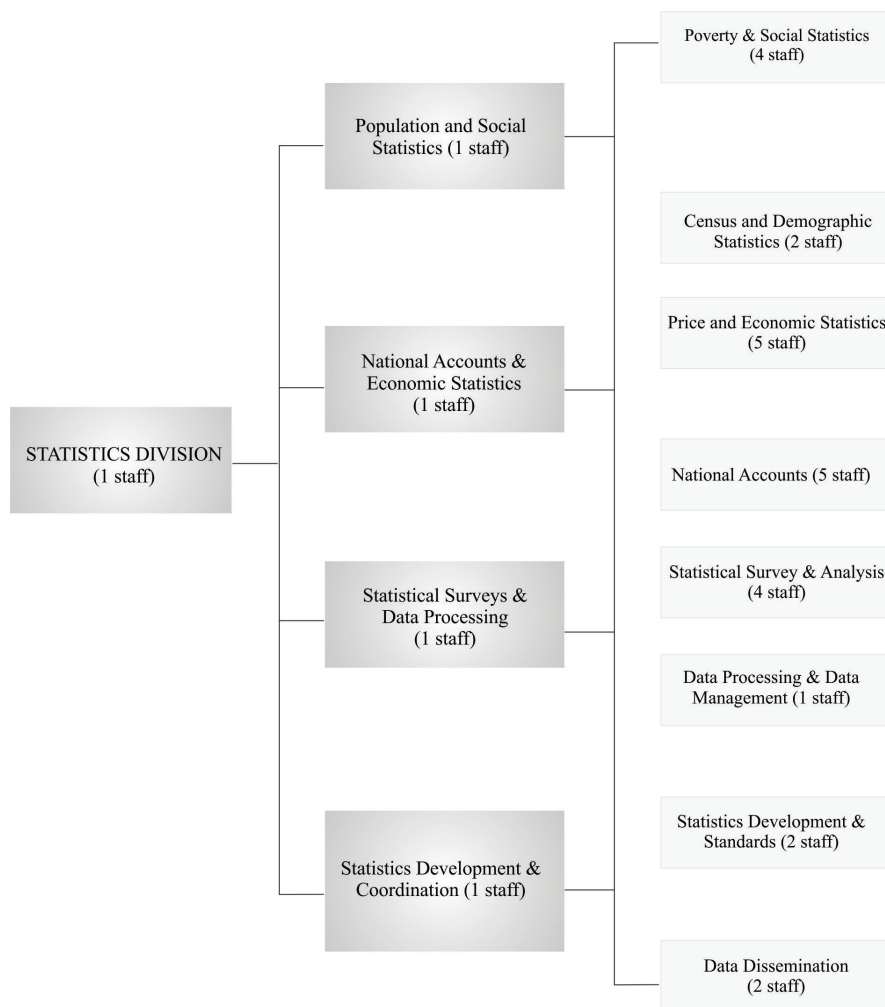 STATISTICS DIVISION
(1 staff)
Population and Social
Statistics (1 staff)
National Accounts &
Economic Statistics
(1 staff)
Statistical Surveys &
Data Processing
(1 staff)
Statistics Development &
Coordination (1 staff)
Poverty & Social Statistics
(4 staff)
Census and Demographic
Statistics (2 staff)
Price and Economic Statistics
(5 staff)
National Accounts (5 staff)
Statistical Survey & Analysis
(4 staff)
Data Processing & Data
Management (1 staff)
Statistics Development &
Standards (2 staff)
Data Dissemination
(2 staff)